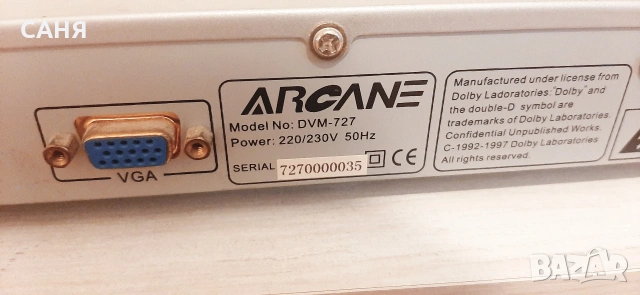 САНЯ
VGA
ARCANE
Model No: DVM-727
Power: 220/230V 50Hz
SERIAL 7270000035 CE
Manufactured under license from
Dolby Ladoratories: "Dolby" and
the double-D symbol are
trademarks of Dolby Laboratories.
Confidential Unpublished Works.
C-1992-1997 Dolby Laboratories
All rights reserved.
BAZAR